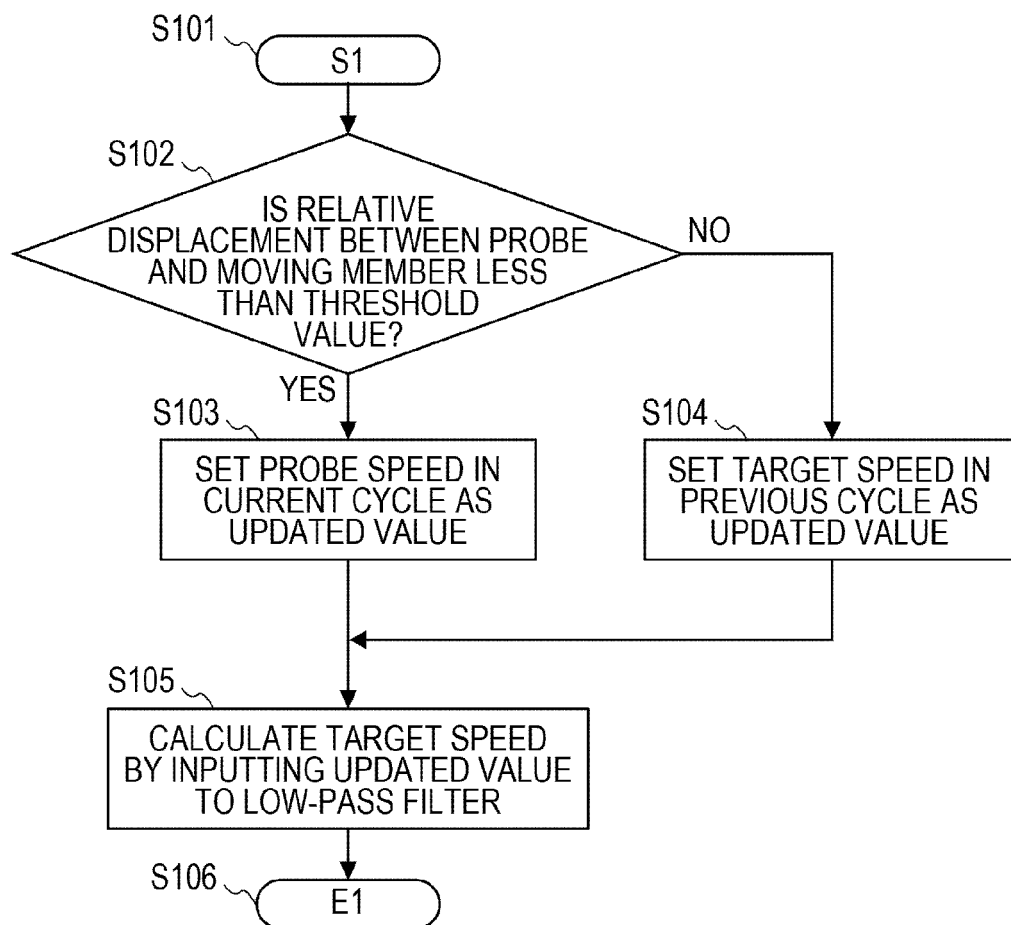 S101
S1
S102
IS RELATIVE
DISPLACEMENT BETWEEN PROBE
AND MOVING MEMBER LESS
THAN THRESHOLD
VALUE?
NO
YES
S103
SET PROBE SPEED IN
CURRENT CYCLE AS
UPDATED VALUE
S104
SET TARGET SPEED IN
PREVIOUS CYCLE AS
UPDATED VALUE
S105
CALCULATE TARGET SPEED
BY INPUTTING UPDATED VALUE
TO LOW-PASS FILTER
S106
E1